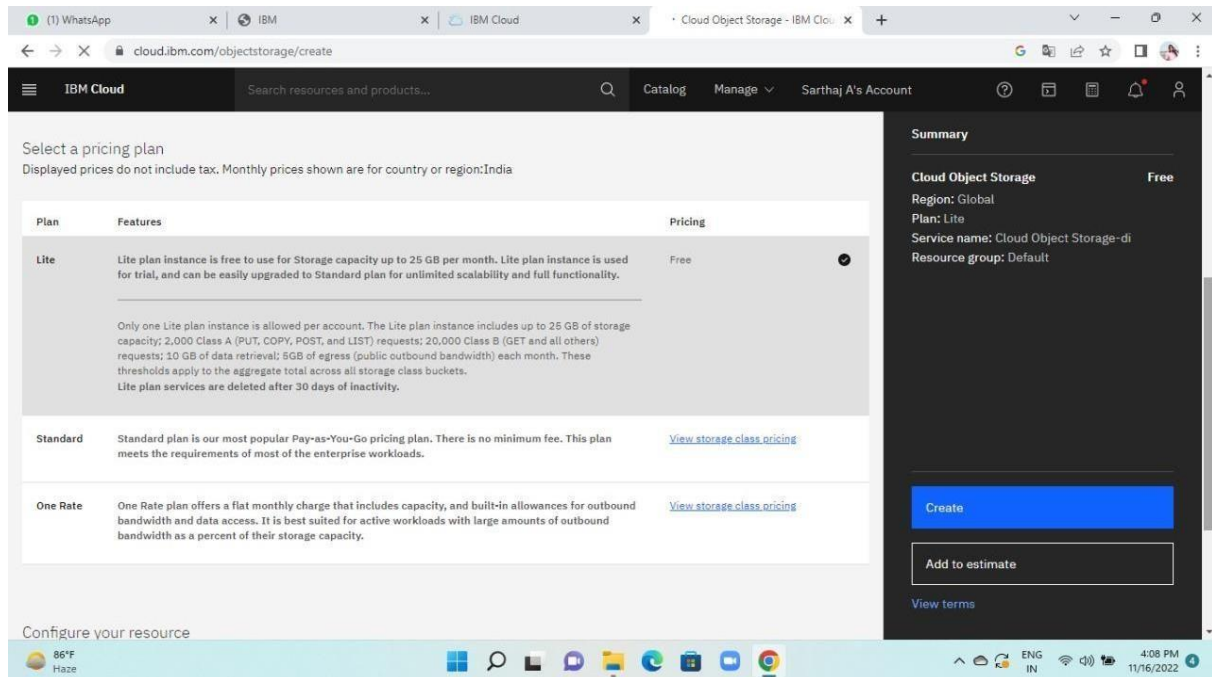 (1) WhatsApp
IBM
IBM Cloud
Cloud Object Storage - IBM Clou
cloud.ibm.com/objectstorage/create
IBM Cloud
Search resources and products...
Catalog
Manage
Sarthaj A's Account
Select a pricing plan
Displayed prices do not include tax. Monthly prices shown are for country or region:India
Plan
Features
Pricing
Lite
Lite plan instance is free to use for Storage capacity up to 25 GB per month. Lite plan instance is used
for trial, and can be easily upgraded to Standard plan for unlimited scalability and full functionality.
Free
Only one Lite plan instance is allowed per account. The Lite plan instance includes up to 25 GB of storage
capacity; 2,000 Class A (PUT, COPY, POST, and LIST) requests; 20,000 Class B (GET and all others)
requests; 10 GB of data retrieval; 5GB of egress (public outbound bandwidth) each month. These
thresholds apply to the aggregate total across all storage class buckets.
Lite plan services are deleted after 30 days of inactivity.
Standard
Standard plan is our most popular Pay-as-You-Go pricing plan. There is no minimum fee. This plan
meets the requirements of most of the enterprise workloads.
View storage class pricing
One Rate
One Rate plan offers a flat monthly charge that includes capacity, and built-in allowances for outbound
bandwidth and data access. It is best suited for active workloads with large amounts of outbound
bandwidth as a percent of their storage capacity.
View storage class pricing
Configure your resource
Summary
Cloud Object Storage
Free
Region: Global
Plan: Lite
Service name: Cloud Object Storage-di
Resource group: Default
Create
Add to estimate
View terms
86°F
Haze
ENG
IN
4:08 PM
11/16/2022
4